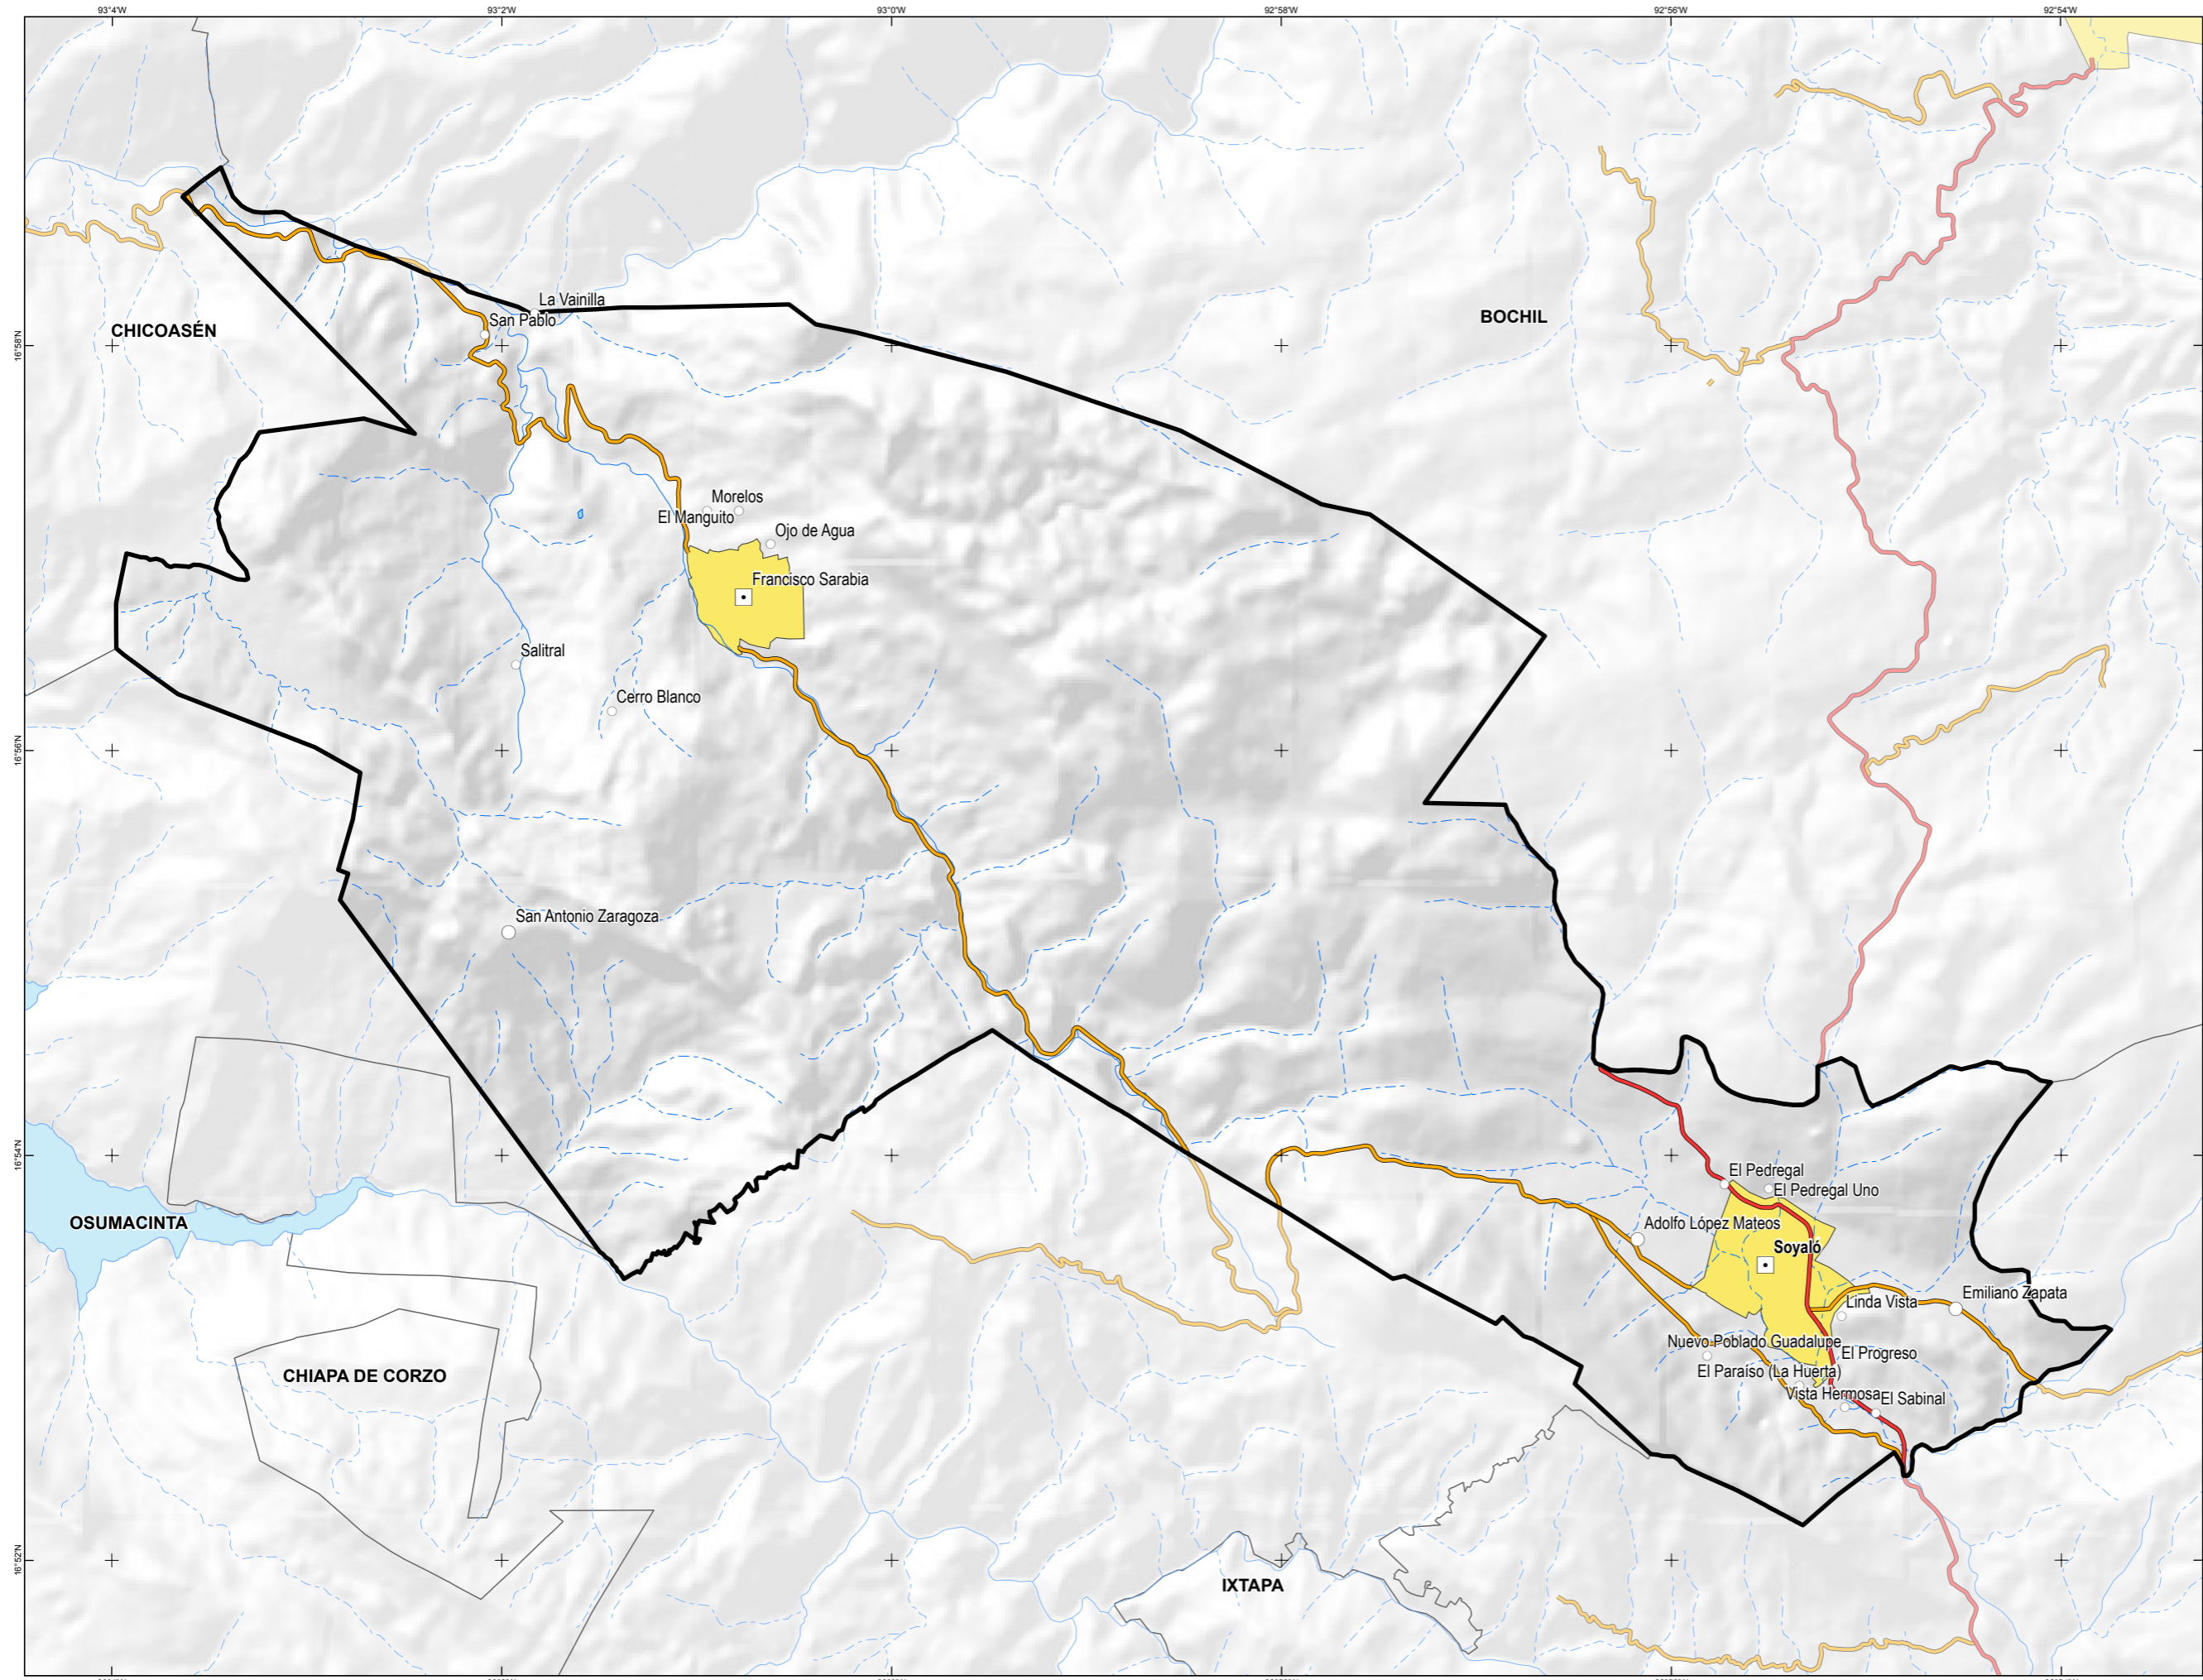 93°4'W
93°2'W
93°0'W
92°58'W
92°56'W
92°54'W
La Vainilla
San Pablo
CHICOASÉN
BOCHIL
16°58'N
Morelos
El Manguito
Ojo de Agua
Francisco Sarabia
Salitral
Cerro Blanco
16°56'N
San Antonio Zaragoza
16°54'N
El Pedregal
El Pedregal Uno
OSUMACINTA
Adolfo López Mateos
Soyaló
Emiliano Zapata
Linda Vista
Nuevo Poblado Guadalupe
El Progreso
El Paraíso (La Huerta)
CHIAPA DE CORZO
Vista Hermosa
El Sabinal
16°52'N
IXTAPA